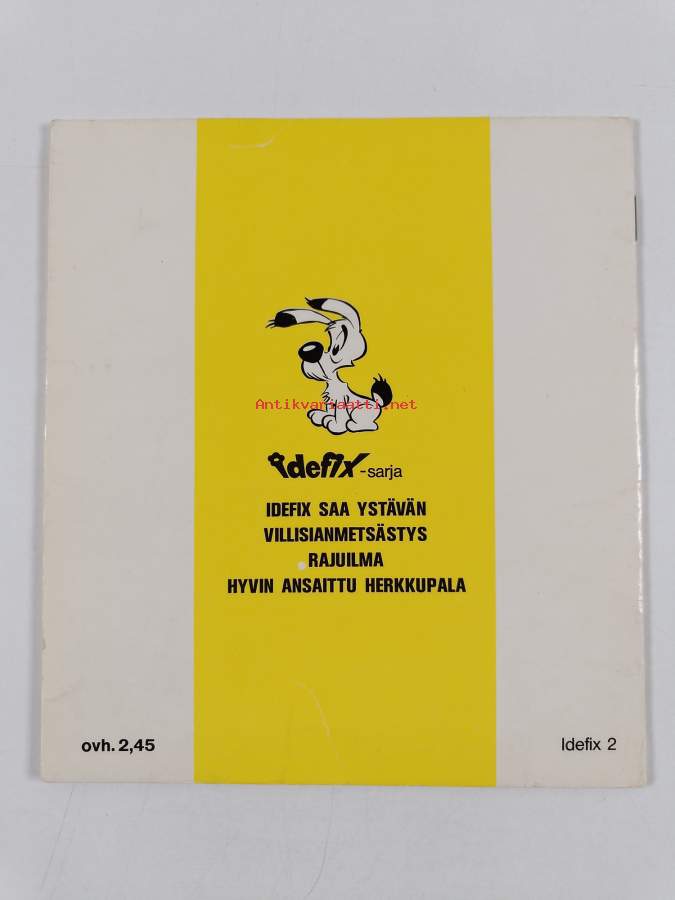 Antikvariaatti.net
idefix-sarja
IDEFIX SAA YSTÄVÄN
VILLISIANMETSÄSTYS
RAJUILMA
HYVIN ANSAITTU HERKKUPALA
ovh. 2,45
Idefix 2